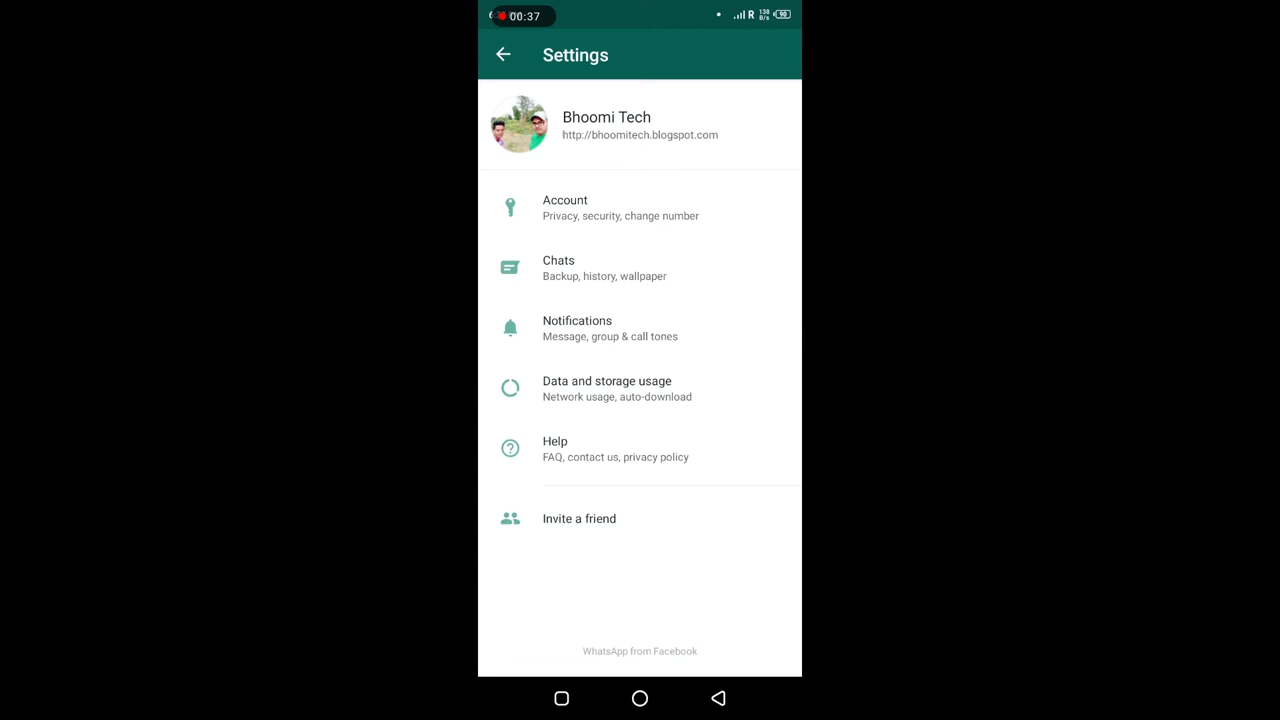 00:37
R
138
B/s
90
Settings
Bhoomi Tech
http://bhoomitech.blogspot.com
Account
Privacy, security, change number
Chats
Backup, history, wallpaper
Notifications
Message, group & call tones
Data and storage usage
Network usage, auto-download
Help
FAQ, contact us, privacy policy
Invite a friend
WhatsApp from Facebook